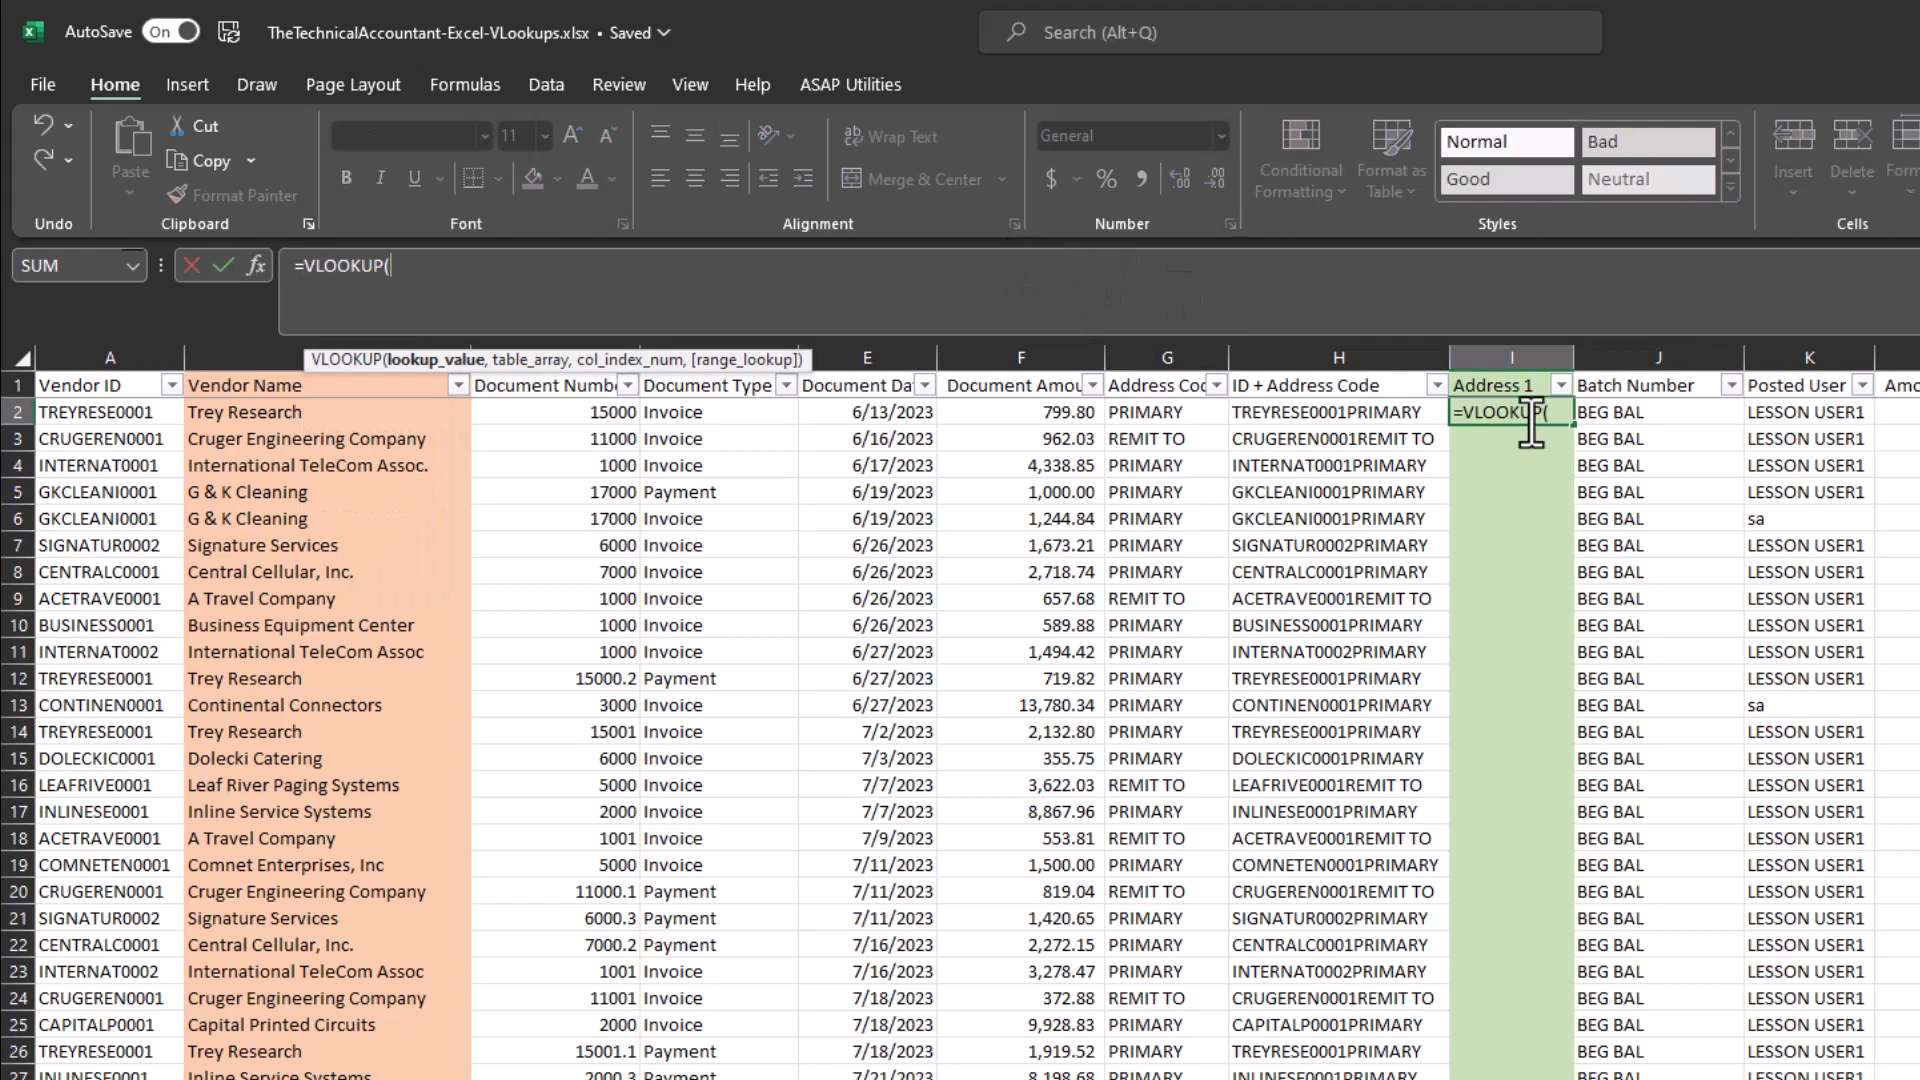 AutoSave On TheTechnicalAccountant-Excel-VLookups.xlsx • Saved Search (Alt+Q)
File Home Insert Draw Page Layout Formulas Data Review View Help ASAP Utilities
Cut 11 Wrap Text General Normal Bad
Copy Paste Conditional Format as Insert Delete
Format Painter B I U Merge & Center $ % Formatting Table Good Neutral
Undo Clipboard Font Alignment Number Styles Cells
SUM fx =VLOOKUP(
VLOOKUP(lookup_value, table_array, col_index_num, [range_lookup])
A E F G H I J K
1 Vendor ID Vendor Name Document Numb Document Type Document Da Document Amou Address Co ID + Address Code Address 1 Batch Number Posted User Amo
2 TREYRESE0001 Trey Research 15000 Invoice 6/13/2023 799.80 PRIMARY TREYRESE0001PRIMARY =VLOOKUP( BEG BAL LESSON USER1
3 CRUGEREN0001 Cruger Engineering Company 11000 Invoice 6/16/2023 962.03 REMIT TO CRUGEREN0001REMIT TO BEG BAL LESSON USER1
4 INTERNAT0001 International TeleCom Assoc. 1000 Invoice 6/17/2023 4,338.85 PRIMARY INTERNAT0001PRIMARY BEG BAL LESSON USER1
5 GKCLEANI0001 G & K Cleaning 17000 Payment 6/19/2023 1,000.00 PRIMARY GKCLEANI0001PRIMARY BEG BAL LESSON USER1
6 GKCLEANI0001 G & K Cleaning 17000 Invoice 6/19/2023 1,244.84 PRIMARY GKCLEANI0001PRIMARY BEG BAL sa
7 SIGNATUR0002 Signature Services 6000 Invoice 6/26/2023 1,673.21 PRIMARY SIGNATUR0002PRIMARY BEG BAL LESSON USER1
8 CENTRALC0001 Central Cellular, Inc. 7000 Invoice 6/26/2023 2,718.74 PRIMARY CENTRALC0001PRIMARY BEG BAL LESSON USER1
9 ACETRAVE0001 A Travel Company 1000 Invoice 6/26/2023 657.68 REMIT TO ACETRAVE0001REMIT TO BEG BAL LESSON USER1
10 BUSINESS0001 Business Equipment Center 1000 Invoice 6/26/2023 589.88 PRIMARY BUSINESS0001PRIMARY BEG BAL LESSON USER1
11 INTERNAT0002 International TeleCom Assoc 1000 Invoice 6/27/2023 1,494.42 PRIMARY INTERNAT0002PRIMARY BEG BAL LESSON USER1
12 TREYRESE0001 Trey Research 15000.2 Payment 6/27/2023 719.82 PRIMARY TREYRESE0001PRIMARY BEG BAL LESSON USER1
13 CONTINEN0001 Continental Connectors 3000 Invoice 6/27/2023 13,780.34 PRIMARY CONTINEN0001PRIMARY BEG BAL sa
14 TREYRESE0001 Trey Research 15001 Invoice 7/2/2023 2,132.80 PRIMARY TREYRESE0001PRIMARY BEG BAL LESSON USER1
15 DOLECKIC0001 Dolecki Catering 6000 Invoice 7/3/2023 355.75 PRIMARY DOLECKIC0001PRIMARY BEG BAL LESSON USER1
16 LEAFRIVE0001 Leaf River Paging Systems 5000 Invoice 7/7/2023 3,622.03 REMIT TO LEAFRIVE0001REMIT TO BEG BAL LESSON USER1
17 INLINESE0001 Inline Service Systems 2000 Invoice 7/7/2023 8,867.96 PRIMARY INLINESE0001PRIMARY BEG BAL LESSON USER1
18 ACETRAVE0001 A Travel Company 1001 Invoice 7/9/2023 553.81 REMIT TO ACETRAVE0001REMIT TO BEG BAL LESSON USER1
19 COMNETEN0001 Comnet Enterprises, Inc 5000 Invoice 7/11/2023 1,500.00 PRIMARY COMNETEN0001PRIMARY BEG BAL LESSON USER1
20 CRUGEREN0001 Cruger Engineering Company 11000.1 Payment 7/11/2023 819.04 REMIT TO CRUGEREN0001REMIT TO BEG BAL LESSON USER1
21 SIGNATUR0002 Signature Services 6000.3 Payment 7/11/2023 1,420.65 PRIMARY SIGNATUR0002PRIMARY BEG BAL LESSON USER1
22 CENTRALC0001 Central Cellular, Inc. 7000.2 Payment 7/16/2023 2,272.15 PRIMARY CENTRALC0001PRIMARY BEG BAL LESSON USER1
23 INTERNAT0002 International TeleCom Assoc 1001 Invoice 7/16/2023 3,278.47 PRIMARY INTERNAT0002PRIMARY BEG BAL LESSON USER1
24 CRUGEREN0001 Cruger Engineering Company 11001 Invoice 7/18/2023 372.88 REMIT TO CRUGEREN0001REMIT TO BEG BAL LESSON USER1
25 CAPITALP0001 Capital Printed Circuits 2000 Invoice 7/18/2023 9,928.83 PRIMARY CAPITALP0001PRIMARY BEG BAL LESSON USER1
26 TREYRESE0001 Trey Research 15001.1 Payment 7/18/2023 1,919.52 PRIMARY TREYRESE0001PRIMARY BEG BAL LESSON USER1
27 INLINESE0001 Inline Service Systems 2000.3 Payment 7/21/2023 8,198.68 PRIMARY INLINESE0001PRIMARY BEG BAL LESSON USER1